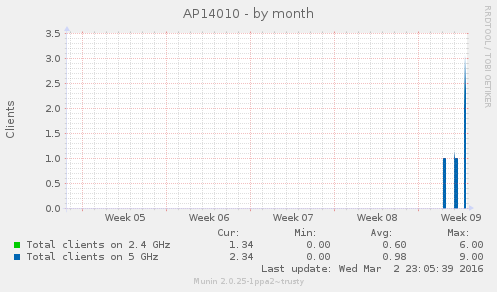 AP14010 - by month
RRDTOOL / TOBI OETIKER
Clients
3.5
3.0
2.5
2.0
1.5
1.0
0.5
0.0
Week 05 Week 06 Week 07 Week 08 Week 09
Cur: Min: Avg: Max:
Total clients on 2.4 GHz 1.34 0.00 0.60 6.00
Total clients on 5 GHz 2.34 0.00 0.98 9.00
Last update: Wed Mar 2 23:05:39 2016
Munin 2.0.25-1ppa2~trusty